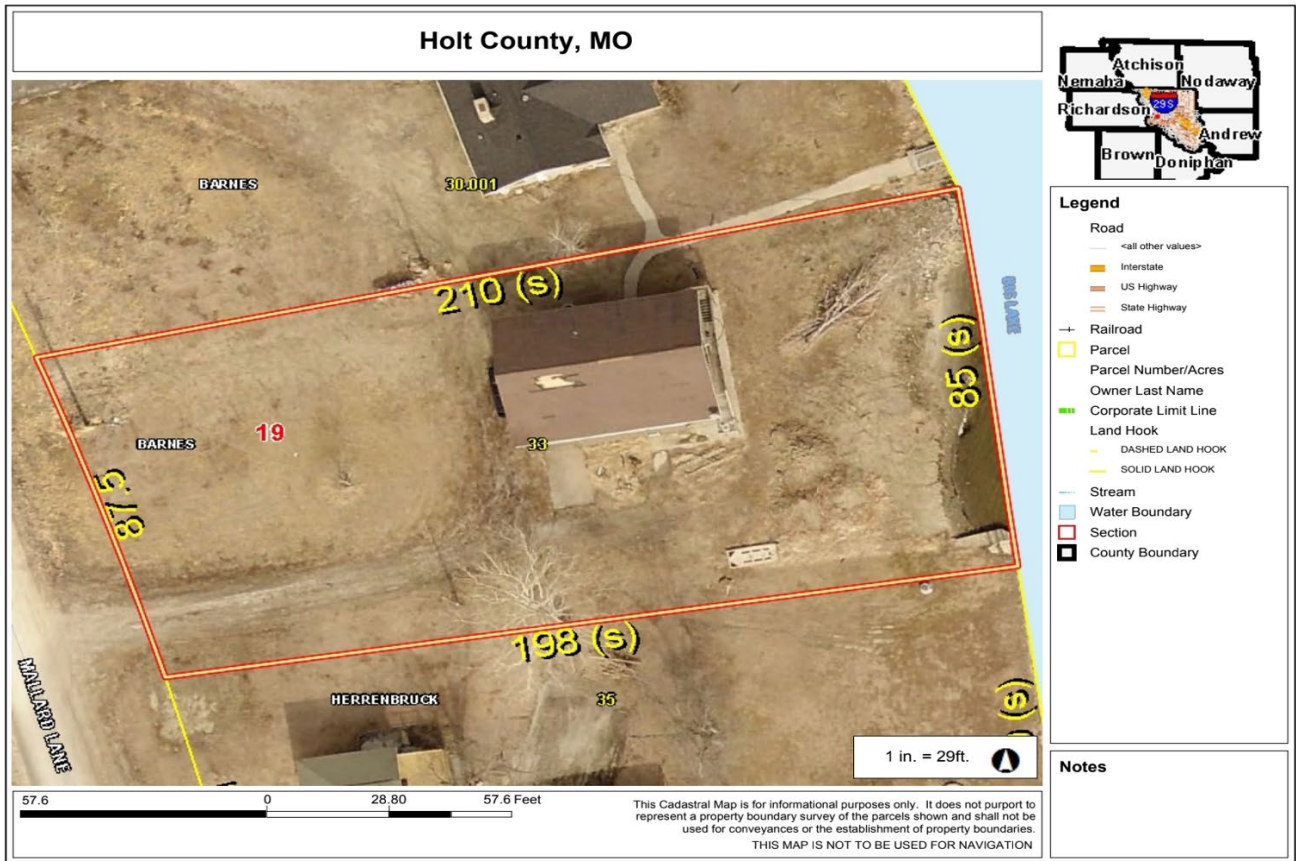 Holt County, MO
BARNES
30.001
210 (s)
BIG LAKE
85 (s)
BARNES
19
33
87.5
198 (s)
MALLARD LANE
HERRENBRUCK
35
(s)
1 in. = 29ft.
57.6
0
28.80
57.6 Feet
This Cadastral Map is for informational purposes only. It does not purport to
represent a property boundary survey of the parcels shown and shall not be
used for conveyances or the establishment of property boundaries.
THIS MAP IS NOT TO BE USED FOR NAVIGATION
Atchison
Nemaha
Nodaway
Richardson
29S
Andrew
Brown
Doniphan
Legend
Road
<all other values>
Interstate
US Highway
State Highway
Railroad
Parcel
Parcel Number/Acres
Owner Last Name
Corporate Limit Line
Land Hook
DASHED LAND HOOK
SOLID LAND HOOK
Stream
Water Boundary
Section
County Boundary
Notes